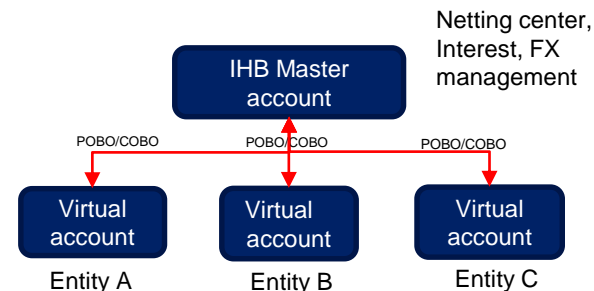 Netting center,
Interest, FX
management
IHB Master
account
POBO/COBO
POBO/COBO
POBO/COBO
Virtual
account
Virtual
account
Virtual
account
Entity A
Entity B
Entity C